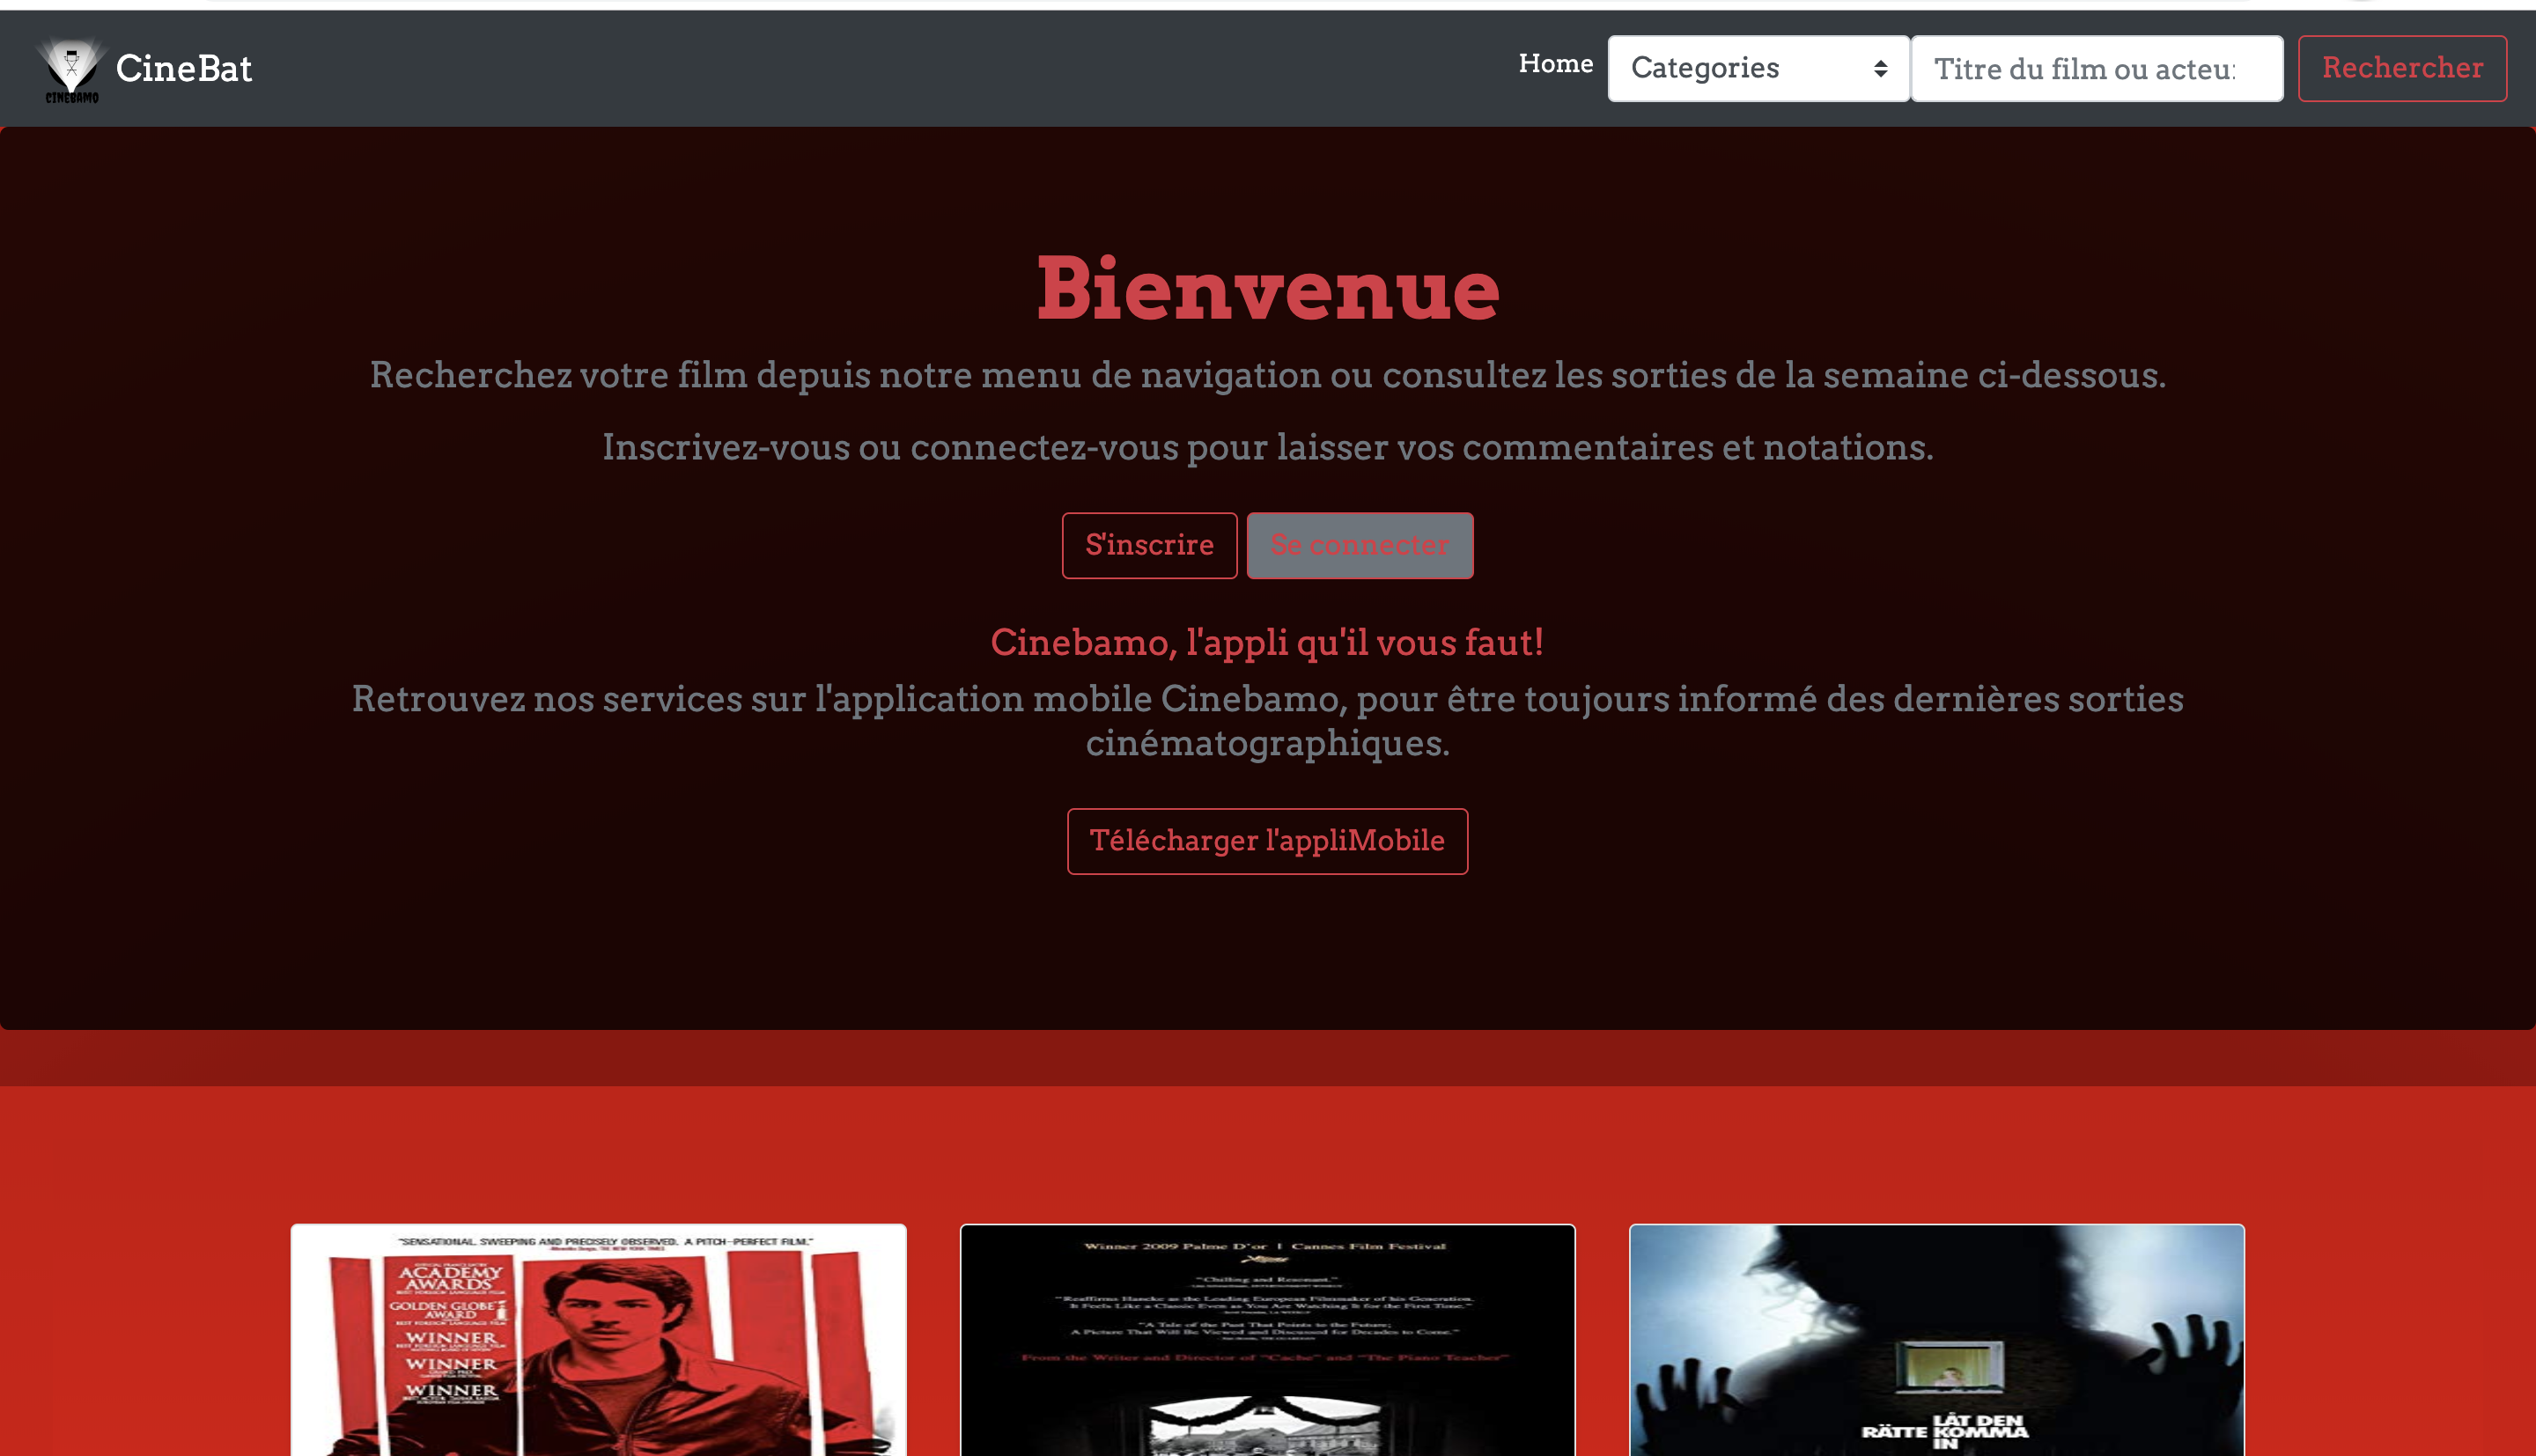 CINEBAMO
CineBat
Home
Categories
Titre du film ou acteu
Rechercher
Bienvenue
Recherchez votre film depuis notre menu de navigation ou consultez les sorties de la semaine ci-dessous.
Inscrivez-vous ou connectez-vous pour laisser vos commentaires et notations.
S'inscrire
Se connecter
Cinebamo, l'appli qu'il vous faut!
Retrouvez nos services sur l'application mobile Cinebamo, pour être toujours informé des dernières sorties
cinématographiques.
Télécharger l'appliMobile
"SENSATIONAL. SWEEPING AND PRECISELY OBSERVED. A PITCH-PERFECT FILM."
ACADEMY
AWARDS
GOLDEN GLOBE
AWARD
WINNER
WINNER
WINNER
Winner 2009 Palme D'or | Cannes Film Festival
"Chilling and Resonant."
"Reaffirms Haneke as the Leading European Filmmaker of his Generation.
It Feels Like a Classic Even as You Are Watching It for the First Time."
"A Tale of the Past That Points to the Future;
A Picture That Will Be Viewed and Discussed for Decades to Come."
From the Writer and Director of "Cache" and "The Piano Teacher"
LÅT DEN
RÄTTE KOMMA
IN